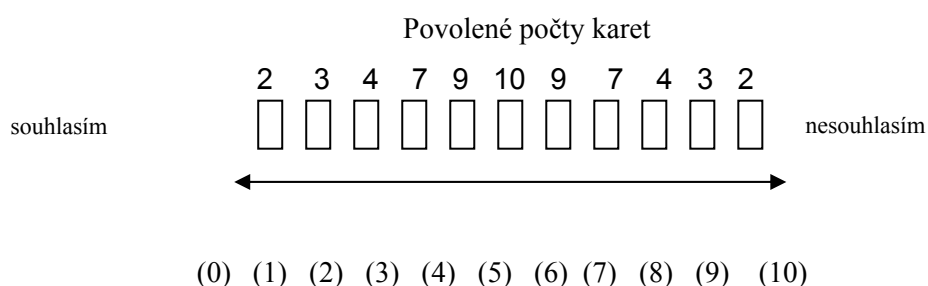 Povolené počty karet
2 3 4 7 9 10 9 7 4 3 2
souhlasím nesouhlasím
(0) (1) (2) (3) (4) (5) (6) (7) (8) (9) (10)